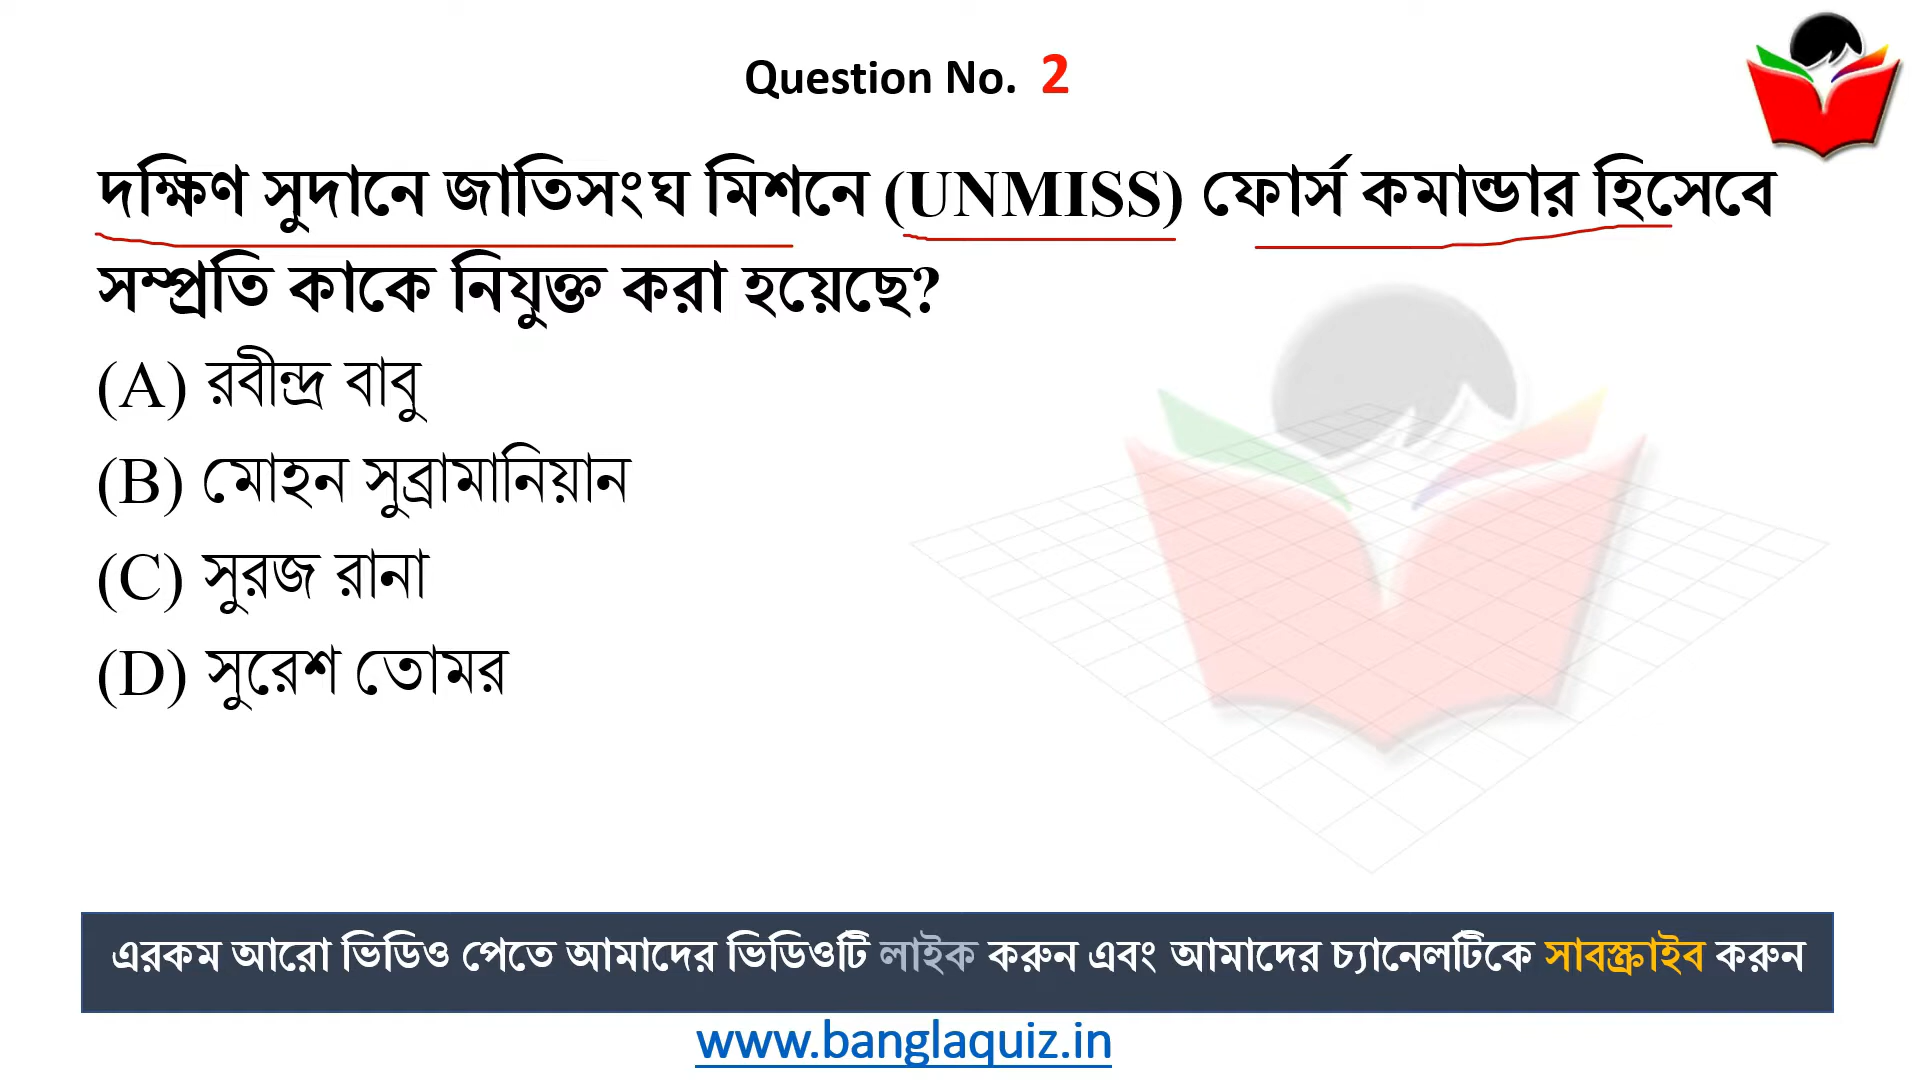 Question No. 2
দক্ষিণ সুদানে জাতিসংঘ মিশনে (UNMISS) ফোর্স কমান্ডার হিসেবে
সম্প্রতি কাকে নিযুক্ত করা হয়েছে?
(A) রবীন্দ্র বাবু
(B) মোহন সুব্রামানিয়ান
(C) সুরজ রানা
(D) সুরেশ তোমর
এরকম আরো ভিডিও পেতে আমাদের ভিডিওটি লাইক করুন এবং আমাদের চ্যানেলটিকে সাবস্ক্রাইব করুন
www.banglaquiz.in